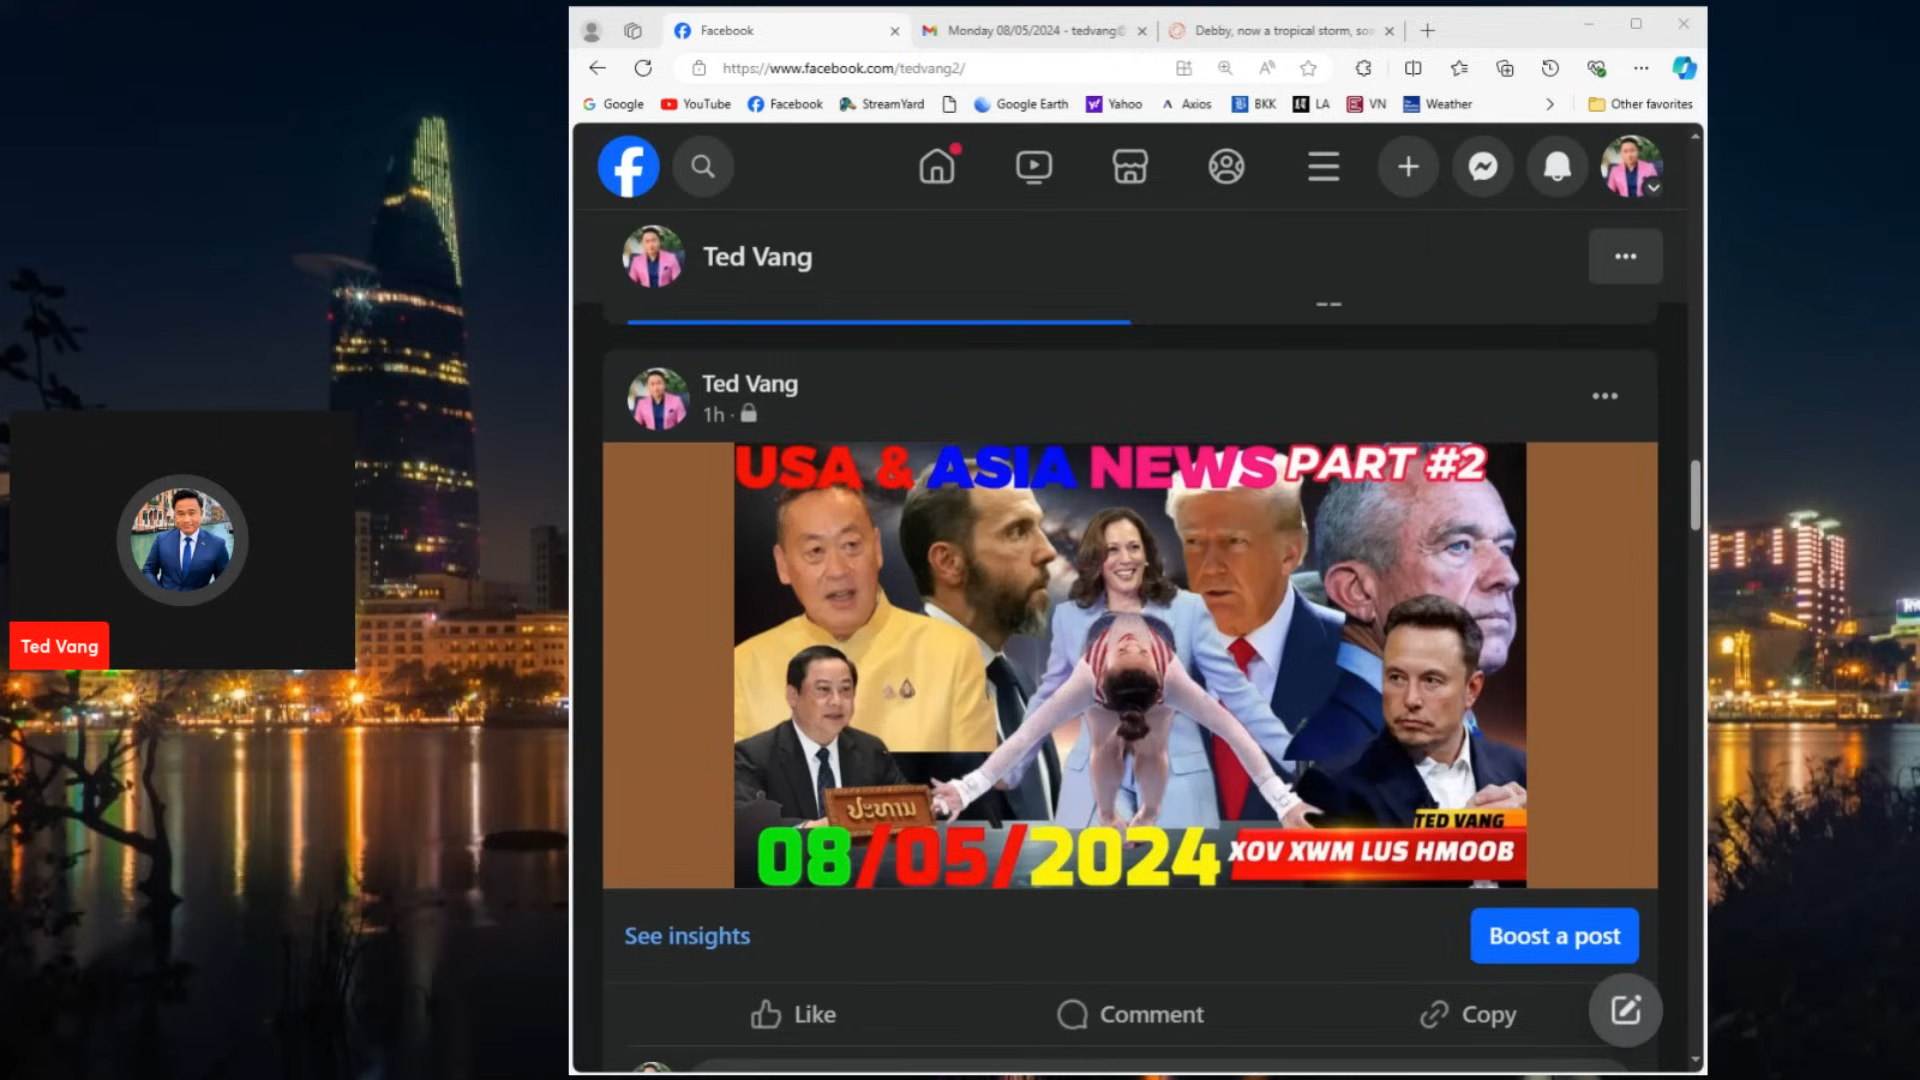 Facebook
Monday 08/05/2024 - tedvang@
Debby, now a tropical storm, so
https://www.facebook.com/tedvang2/
Google
YouTube
Facebook
StreamYard
Google Earth
Yahoo
Axios
BKK
LA
VN
Weather
Other favorites
Ted Vang
Ted Vang
1h
USA & ASIA NEWS PART #2
ປະທານ
TED VANG
08/05/2024
XOV XWM LUS HMOOB
See insights
Boost a post
Like
Comment
Copy
Ted Vang